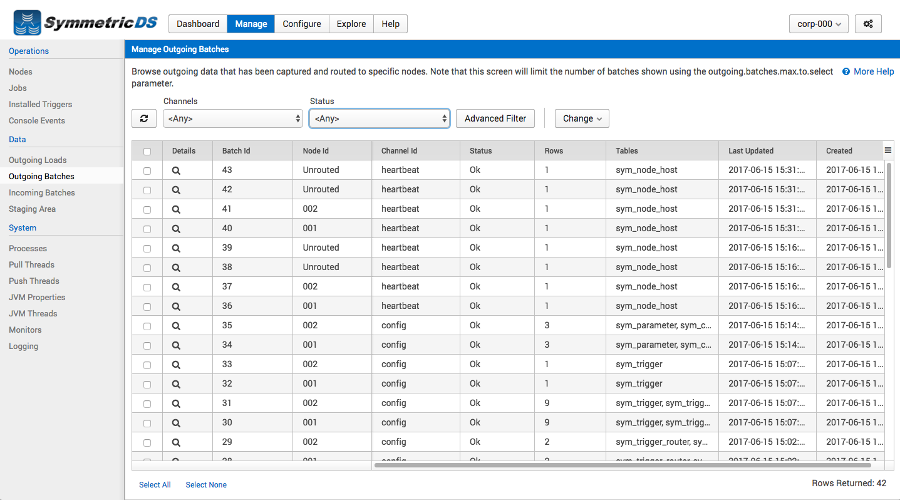 SymmetricDS
Dashboard Manage Configure Explore Help
corp-000
Operations
Nodes
Jobs
Installed Triggers
Console Events
Data
Outgoing Loads
Outgoing Batches
Incoming Batches
Staging Area
System
Processes
Pull Threads
Push Threads
JVM Properties
JVM Threads
Monitors
Logging
Manage Outgoing Batches
Browse outgoing data that has been captured and routed to specific nodes. Note that this screen will limit the number of batches shown using the outgoing.batches.max.to.select
parameter.
More Help
Channels Status
<Any> <Any> Advanced Filter Change
Details Batch Id Node Id Channel Id Status Rows Tables Last Updated Created
43 Unrouted heartbeat Ok 1 sym_node_host 2017-06-15 15:31:... 2017-06-15 1...
42 Unrouted heartbeat Ok 1 sym_node_host 2017-06-15 15:31:... 2017-06-15 1...
41 002 heartbeat Ok 1 sym_node_host 2017-06-15 15:31:... 2017-06-15 1...
40 001 heartbeat Ok 1 sym_node_host 2017-06-15 15:31:... 2017-06-15 1...
39 Unrouted heartbeat Ok 1 sym_node_host 2017-06-15 15:16:... 2017-06-15 1...
38 Unrouted heartbeat Ok 1 sym_node_host 2017-06-15 15:16:... 2017-06-15 1...
37 002 heartbeat Ok 1 sym_node_host 2017-06-15 15:16:... 2017-06-15 1...
36 001 heartbeat Ok 1 sym_node_host 2017-06-15 15:16:... 2017-06-15 1...
35 002 config Ok 3 sym_parameter, sym_c... 2017-06-15 15:14:... 2017-06-15 1...
34 001 config Ok 3 sym_parameter, sym_c... 2017-06-15 15:14:... 2017-06-15 1...
33 002 config Ok 1 sym_trigger 2017-06-15 15:07:... 2017-06-15 1...
32 001 config Ok 1 sym_trigger 2017-06-15 15:07:... 2017-06-15 1...
31 002 config Ok 9 sym_trigger, sym_trigg... 2017-06-15 15:07:... 2017-06-15 1...
30 001 config Ok 9 sym_trigger, sym_trigg... 2017-06-15 15:07:... 2017-06-15 1...
29 002 config Ok 2 sym_trigger_router, sy... 2017-06-15 15:02:... 2017-06-15 1...
Select All Select None
Rows Returned: 42